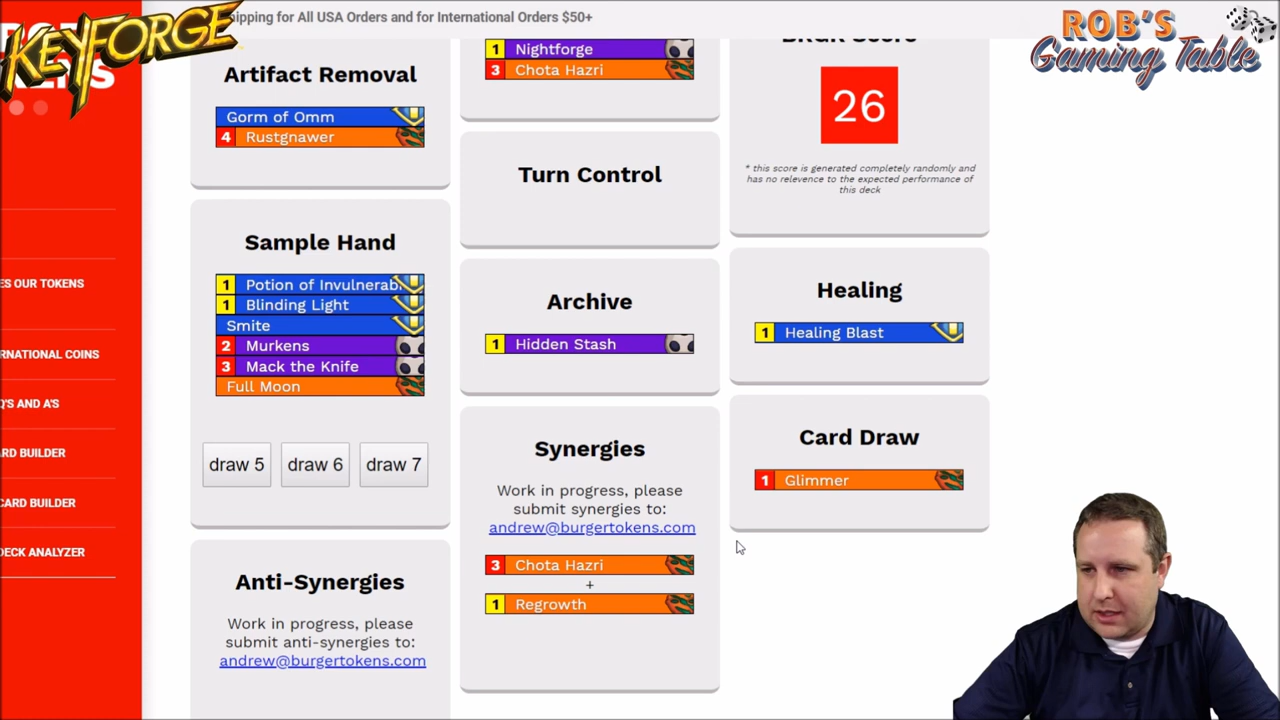 KEYFORGE
hipping for All USA Orders and for International Orders $50+
ROB'S
Gaming Table
ES OUR TOKENS
RNATIONAL COINS
Q'S AND A'S
RD BUILDER
CARD BUILDER
DECK ANALYZER
Artifact Removal
Gorm of Omm
4 Rustgnawer
Sample Hand
1 Potion of Invulnerab
1 Blinding Light
Smite
2 Murkens
3 Mack the Knife
Full Moon
draw 5 draw 6 draw 7
Anti-Synergies
Work in progress, please
submit anti-synergies to:
andrew@burgertokens.com
1 Nightforge
3 Chota Hazri
Turn Control
Archive
1 Hidden Stash
Synergies
Work in progress, please
submit synergies to:
andrew@burgertokens.com
3 Chota Hazri
+
1 Regrowth
Score
26
* this score is generated completely randomly and
has no relevence to the expected performance of
this deck
Healing
1 Healing Blast
Card Draw
1 Glimmer